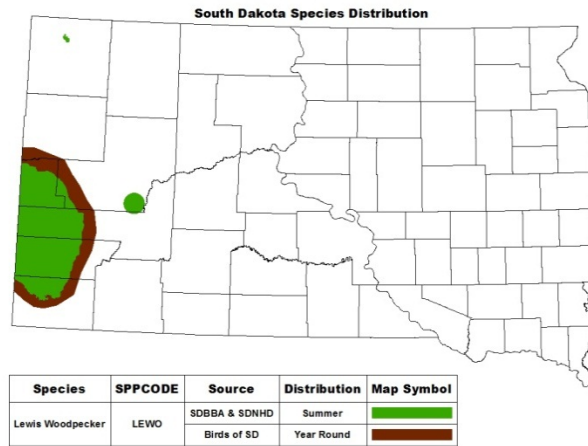 South Dakota Species Distribution
Species SPPCODE Source Distribution Map Symbol
Lewis Woodpecker LEWO SDBBA & SDNHD Summer
Birds of SD Year Round